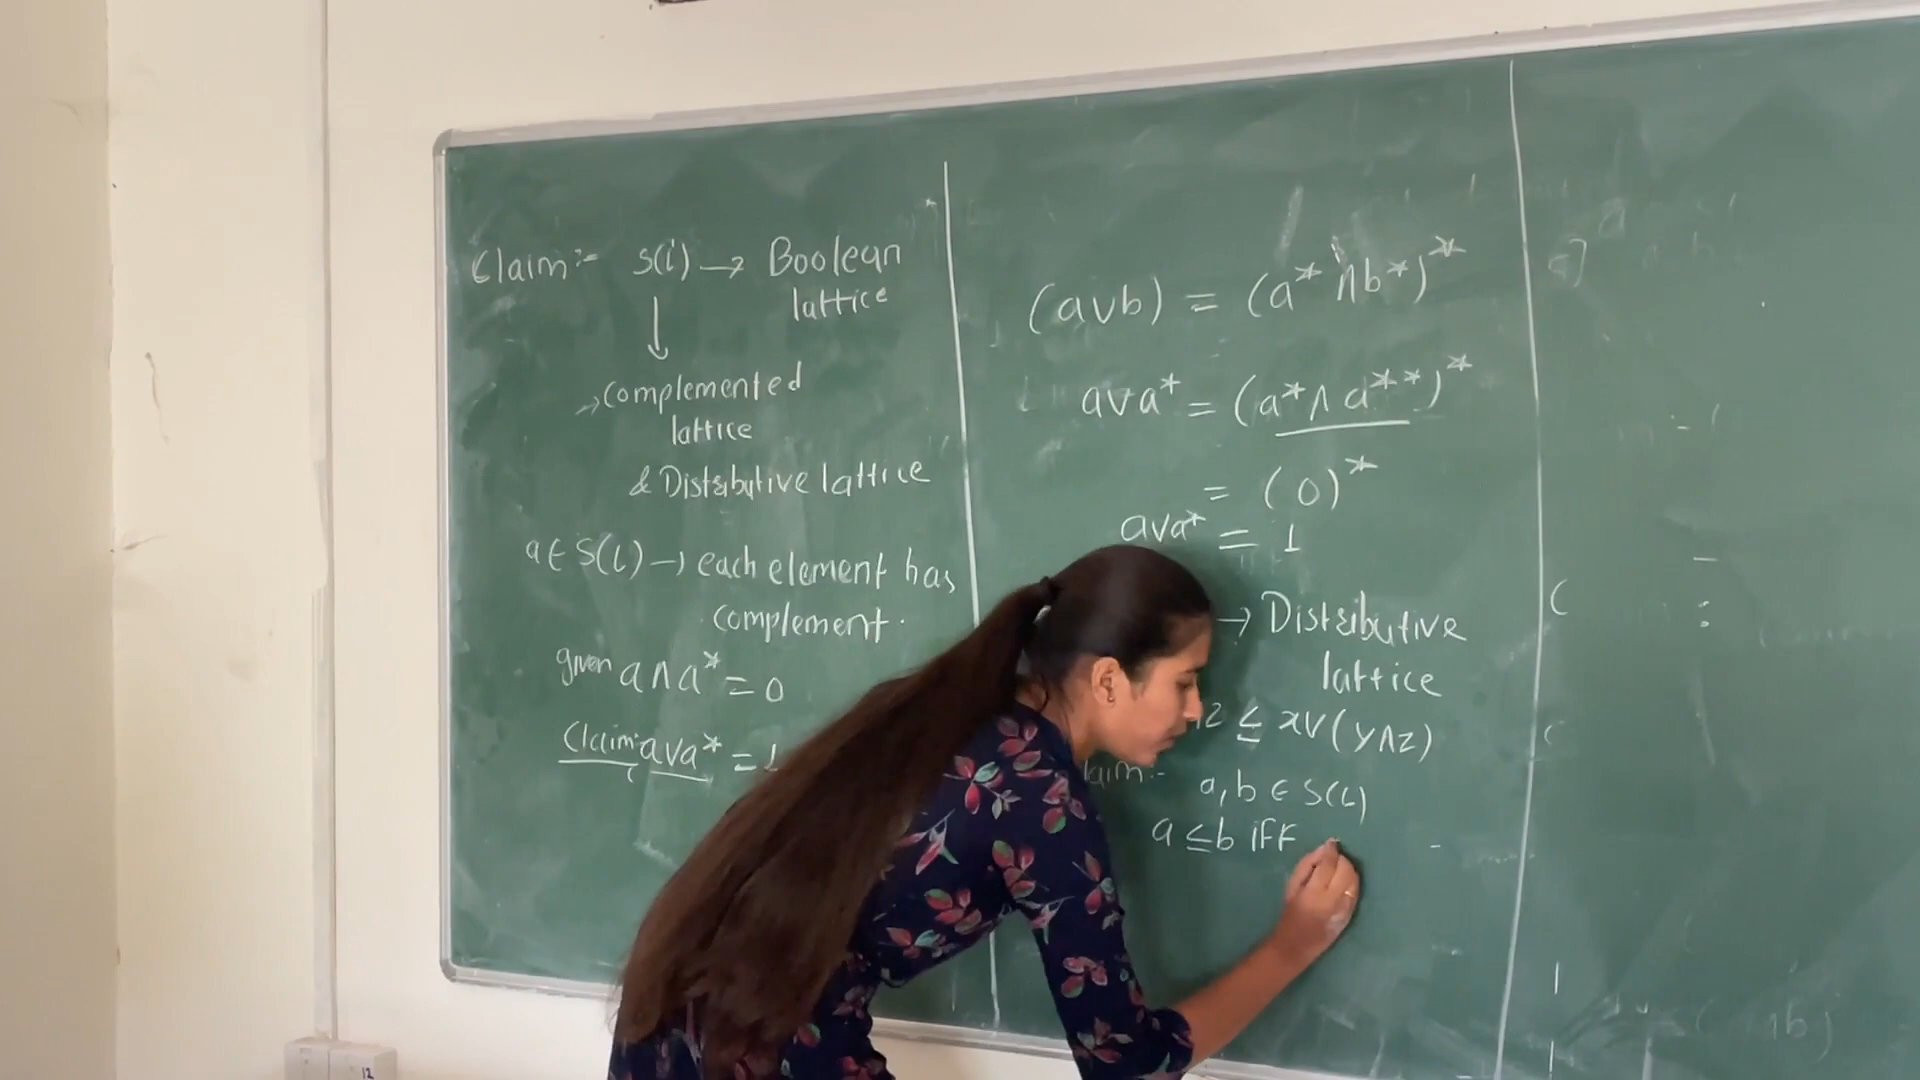 Claim:- S(L) → Boolean
lattice
↓
→ Complemented
lattice
& Distributive lattice
a ∈ S(L) → each element has
complement.
given a∧a* = 0
Claim: a∨a* = 1
(a∨b) = (a* ∧ b*)*
a∨a* = (a* ∧ a**)*
= (0)*
a∨a* = 1
→ Distributive
lattice
≤ x∨(y∧z)
a, b ∈ S(L)
a ≤ b iff
12